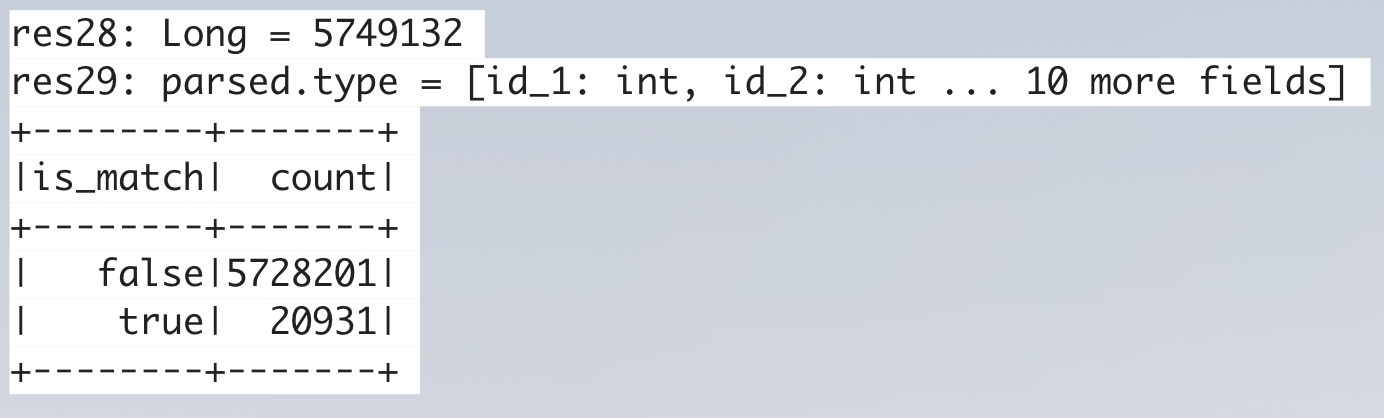 res28: Long = 5749132
res29: parsed.type = [id_1: int, id_2: int ... 10 more fields]
+--------+-------+
|is_match|  count|
+--------+-------+
|   false|5728201|
|    true|  20931|
+--------+-------+